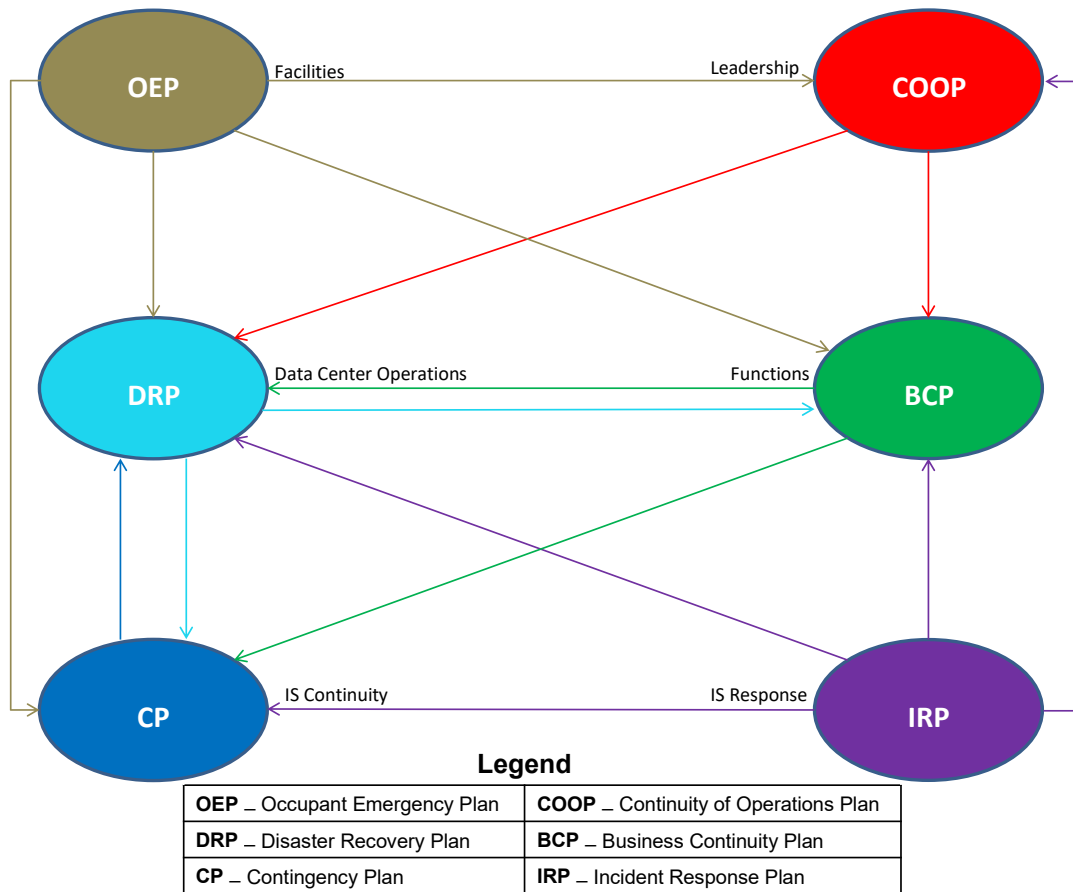 OEP
Facilities
Leadership
COOP
DRP
Data Center Operations
Functions
BCP
CP
IS Continuity
IS Response
IRP
Legend
OEP – Occupant Emergency Plan
COOP – Continuity of Operations Plan
DRP – Disaster Recovery Plan
BCP – Business Continuity Plan
CP – Contingency Plan
IRP – Incident Response Plan